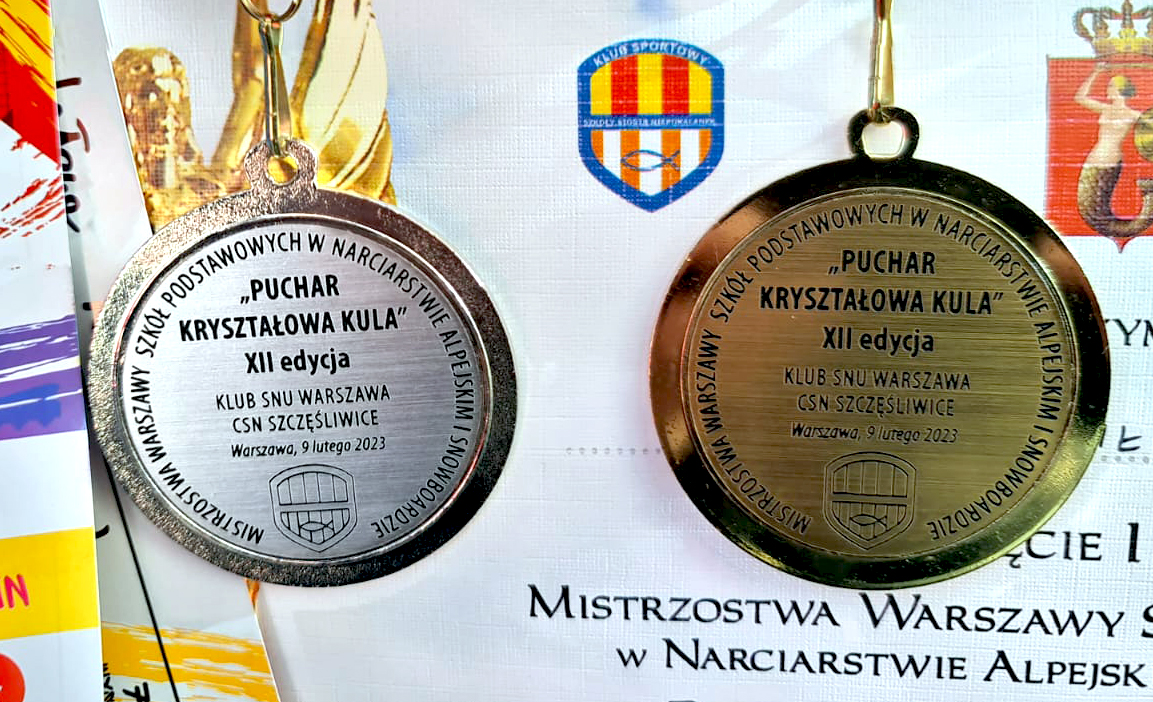 KLUB SPORTOWY
MISTRZOSTWA WARSZAWY SZKÓŁ PODSTAWOWYCH W NARCIARSTWIE ALPEJSKIM I SNOWBOARDZIE
„PUCHAR
KRYSZTAŁOWA KULA”
XII edycja
KLUB SNU WARSZAWA
CSN SZCZĘŚLIWICE
Warszawa, 9 lutego 2023
MISTRZOSTWA WARSZAWY SZKÓŁ PODSTAWOWYCH W NARCIARSTWIE ALPEJSKIM I SNOWBOARDZIE
„PUCHAR
KRYSZTAŁOWA KULA”
XII edycja
KLUB SNU WARSZAWA
CSN SZCZĘŚLIWICE
Warszawa, 9 lutego 2023
ĘCIE I
MISTRZOSTWA WARSZAWY S
W NARCIARSTWIE ALPEJSK